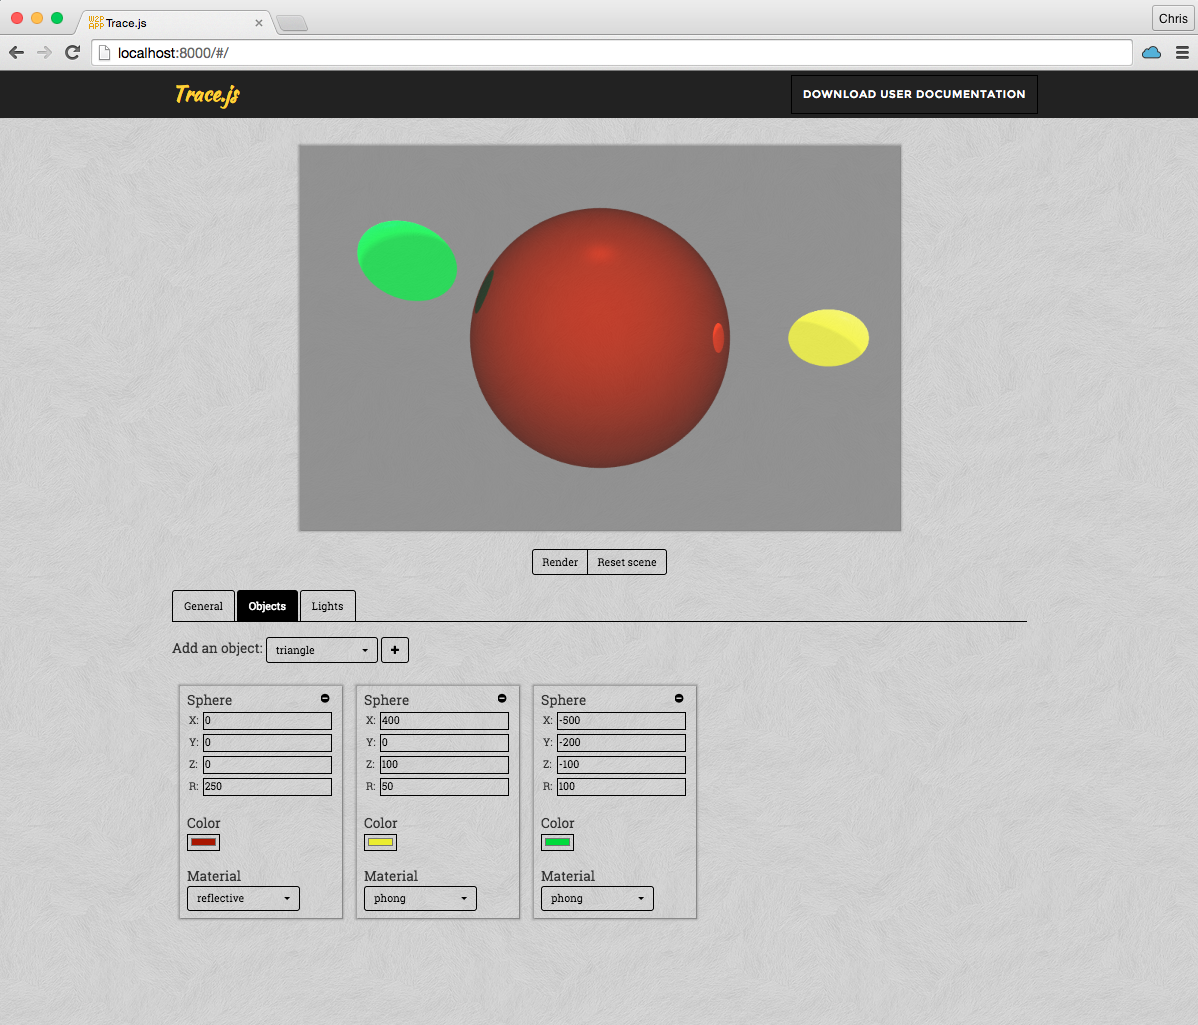 W2P
APP
Trace.js
Chris
localhost:8000/#/
Trace.js
DOWNLOAD USER DOCUMENTATION
Render
Reset scene
General
Objects
Lights
Add an object:
triangle
Sphere
X: 0
Y: 0
Z: 0
R: 250
Color
Material
reflective
Sphere
X: 400
Y: 0
Z: 100
R: 50
Color
Material
phong
Sphere
X: -500
Y: -200
Z: -100
R: 100
Color
Material
phong